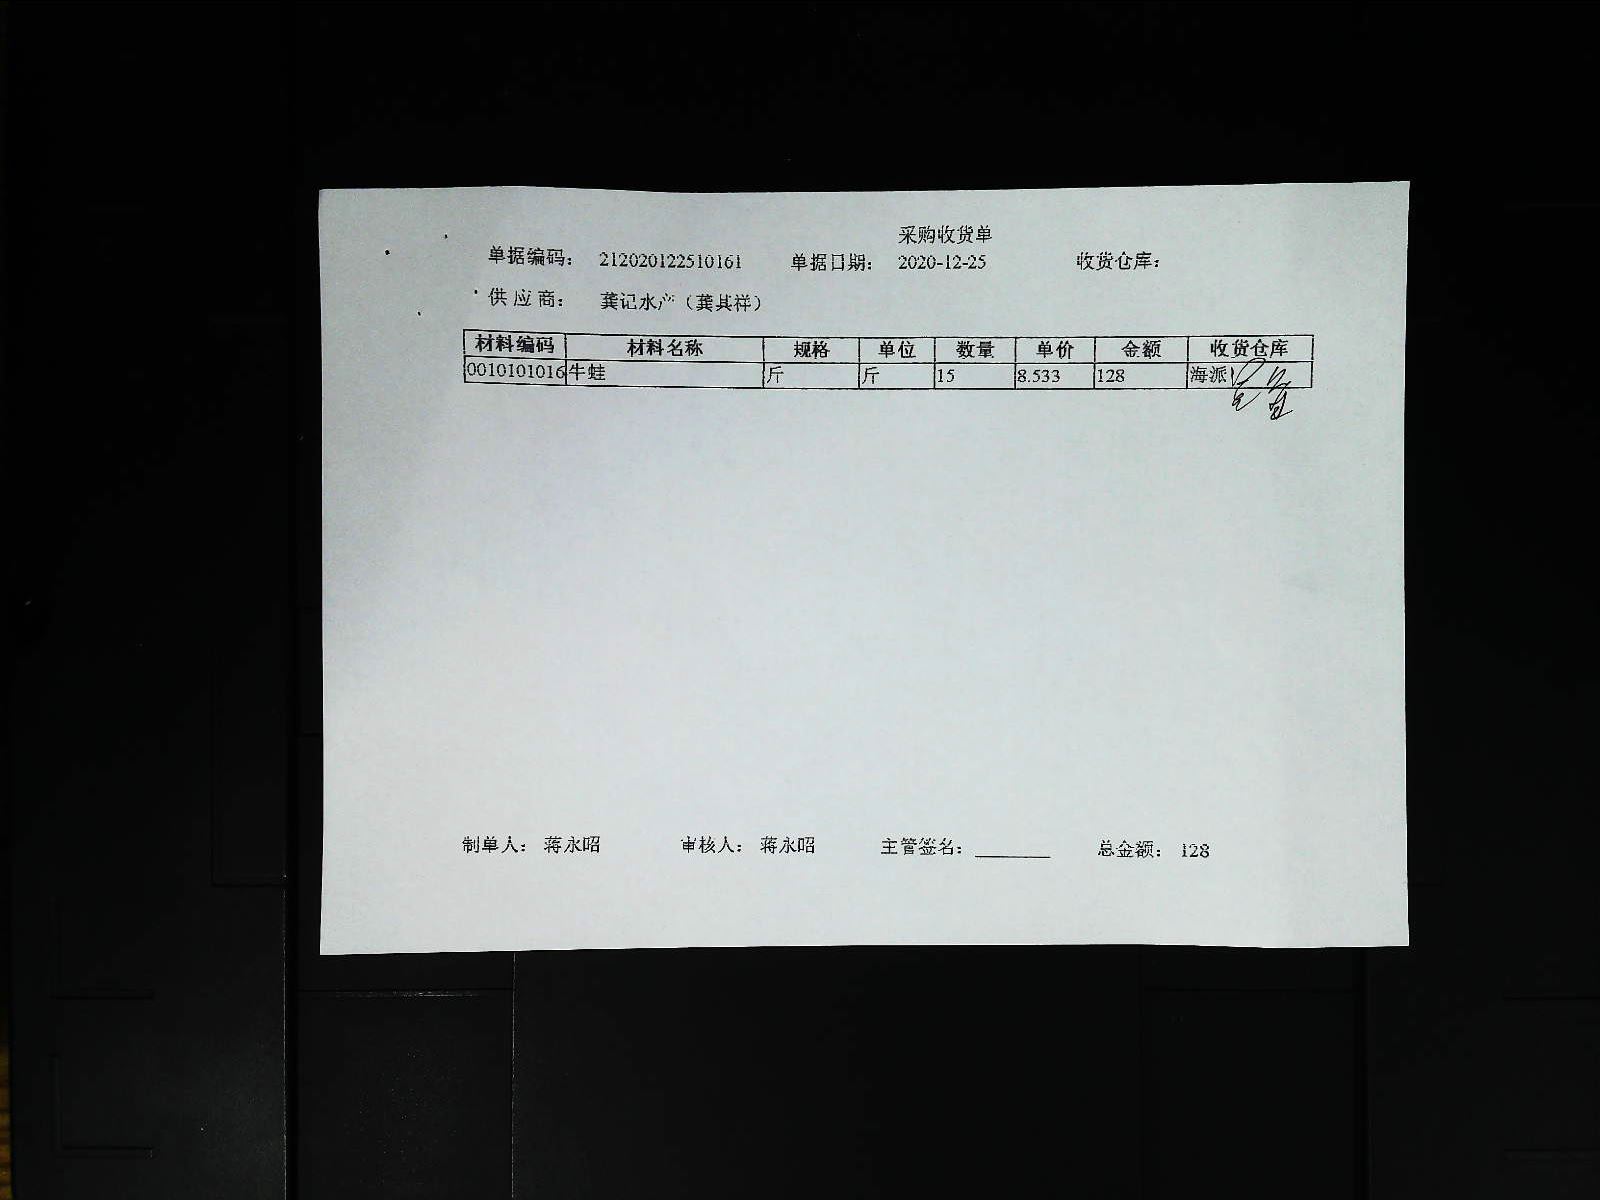 采购收货单
单据编码： 212020122510161 单据日期： 2020-12-25 收货仓库：
供应商： 龚记水产（龚其祥）
材料编码 材料名称 规格 单位 数量 单价 金额 收货仓库
0010101016 牛蛙 斤 斤 15 8.533 128 海派
制单人： 蒋永昭 审核人： 蒋永昭 主管签名：________ 总金额： 128